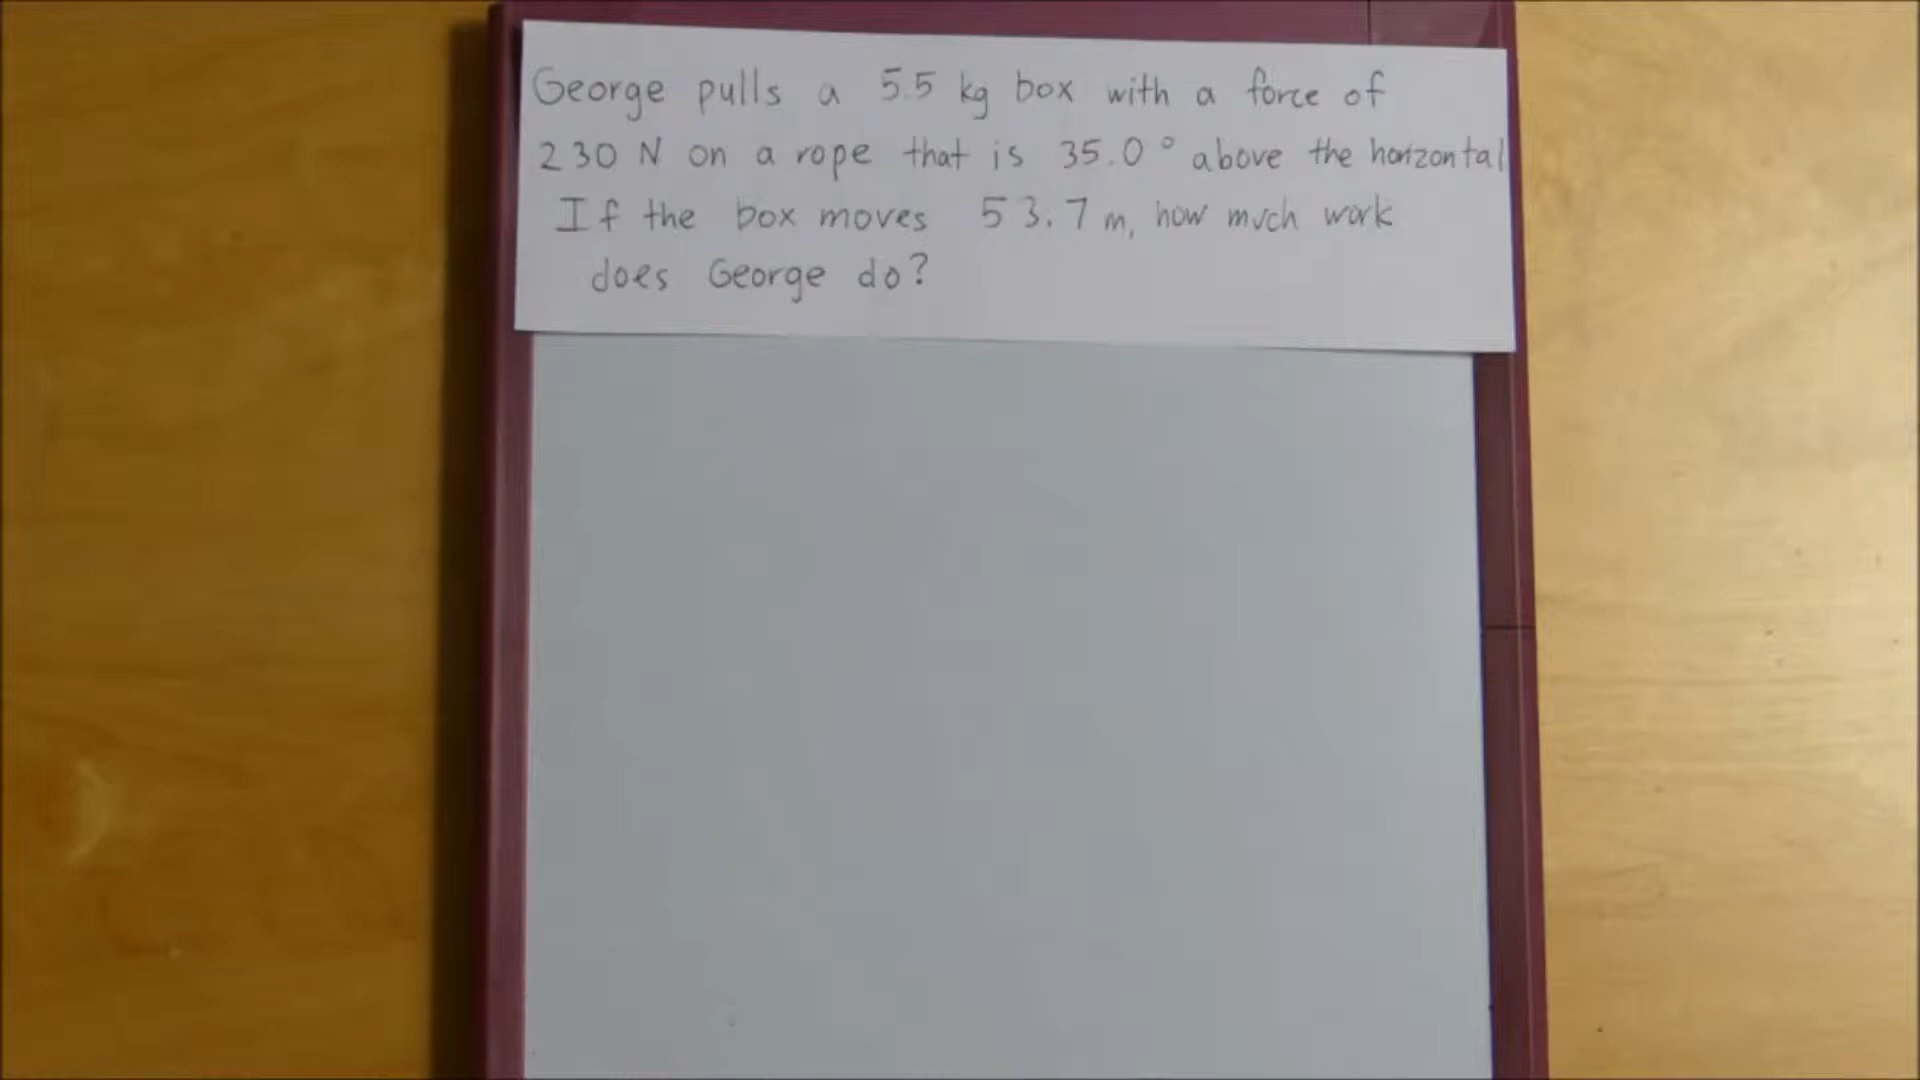 George pulls a 5.5 kg box with a force of
230 N on a rope that is 35.0° above the horizontal
If the box moves 53.7 m, how much work
does George do?